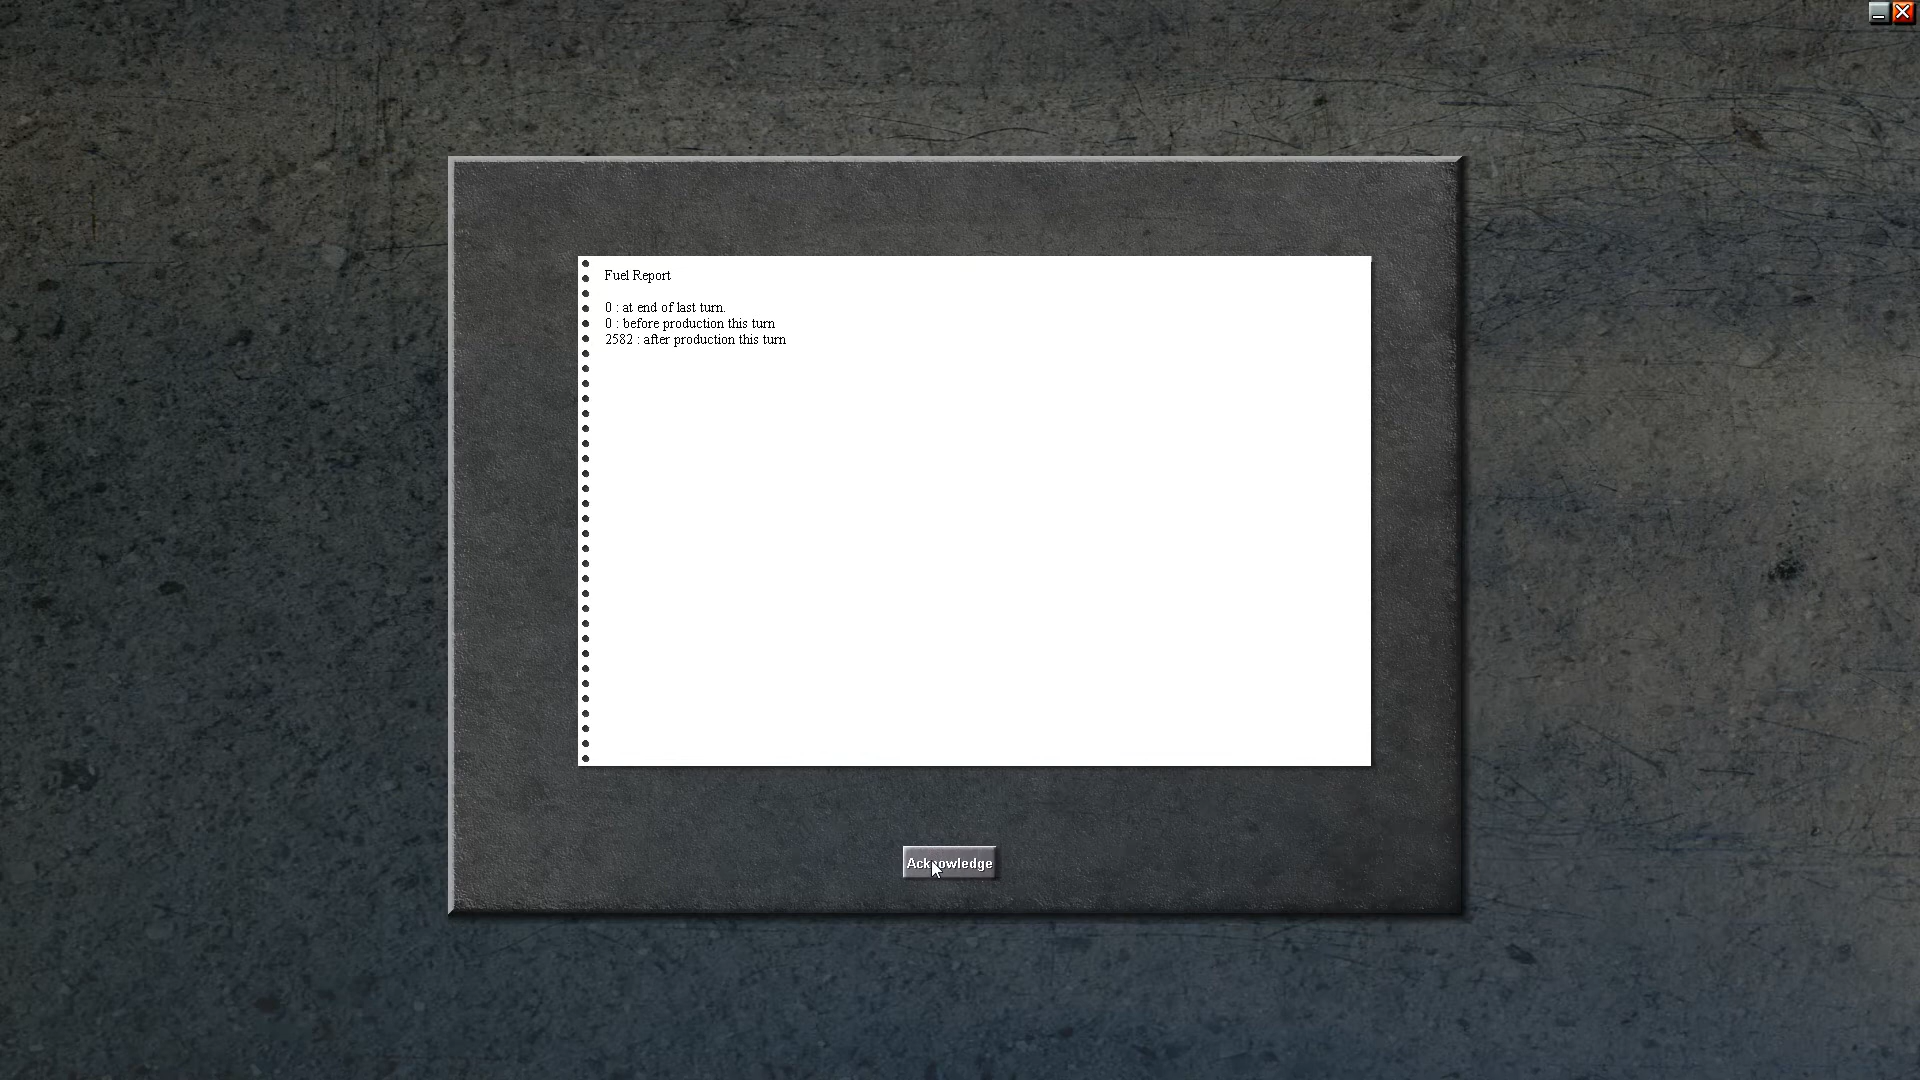 Fuel Report
0 : at end of last turn.
0 : before production this turn
2582 : after production this turn
Acknowledge